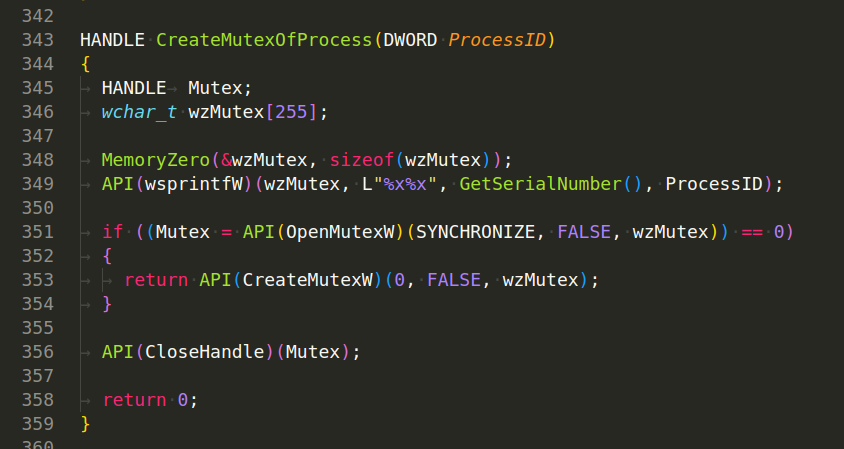 342
343 HANDLE CreateMutexOfProcess(DWORD ProcessID)
344 {
345 HANDLE Mutex;
346 wchar_t wzMutex[255];
347
348 MemoryZero(&wzMutex, sizeof(wzMutex));
349 API(wsprintfW)(wzMutex, L"%x%x", GetSerialNumber(), ProcessID);
350
351 if ((Mutex = API(OpenMutexW)(SYNCHRONIZE, FALSE, wzMutex)) == 0)
352 {
353 return API(CreateMutexW)(0, FALSE, wzMutex);
354 }
355
356 API(CloseHandle)(Mutex);
357
358 return 0;
359 }
360